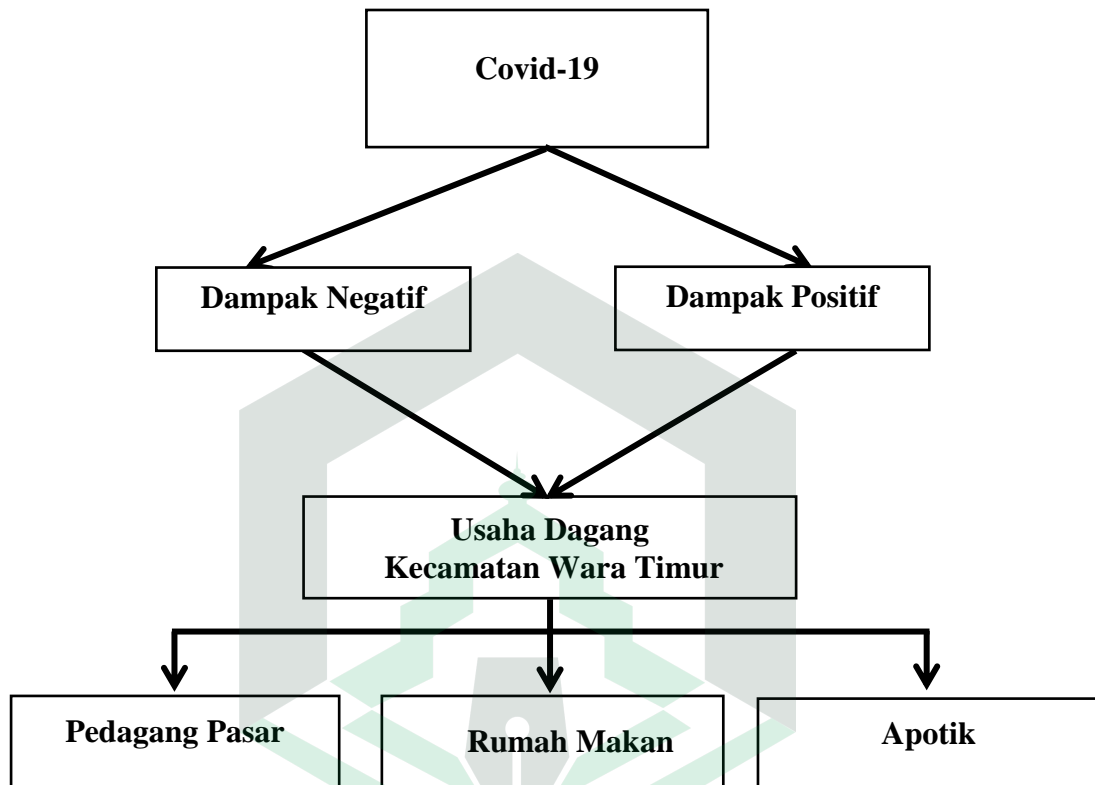 Covid-19
Dampak Negatif
Dampak Positif
Usaha Dagang
Kecamatan Wara Timur
Pedagang Pasar
Rumah Makan
Apotik